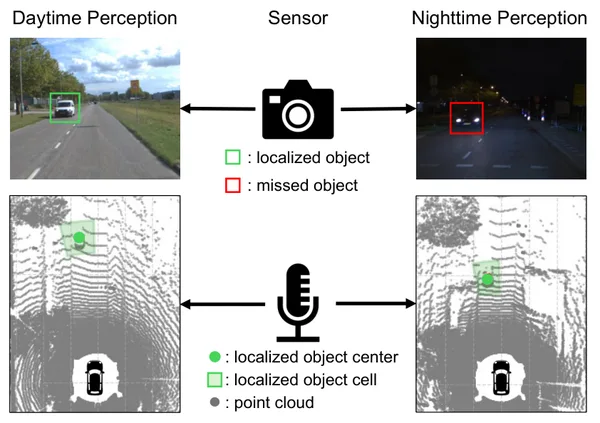 Daytime Perception
Sensor
Nighttime Perception
: localized object
: missed object
: localized object center
: localized object cell
: point cloud